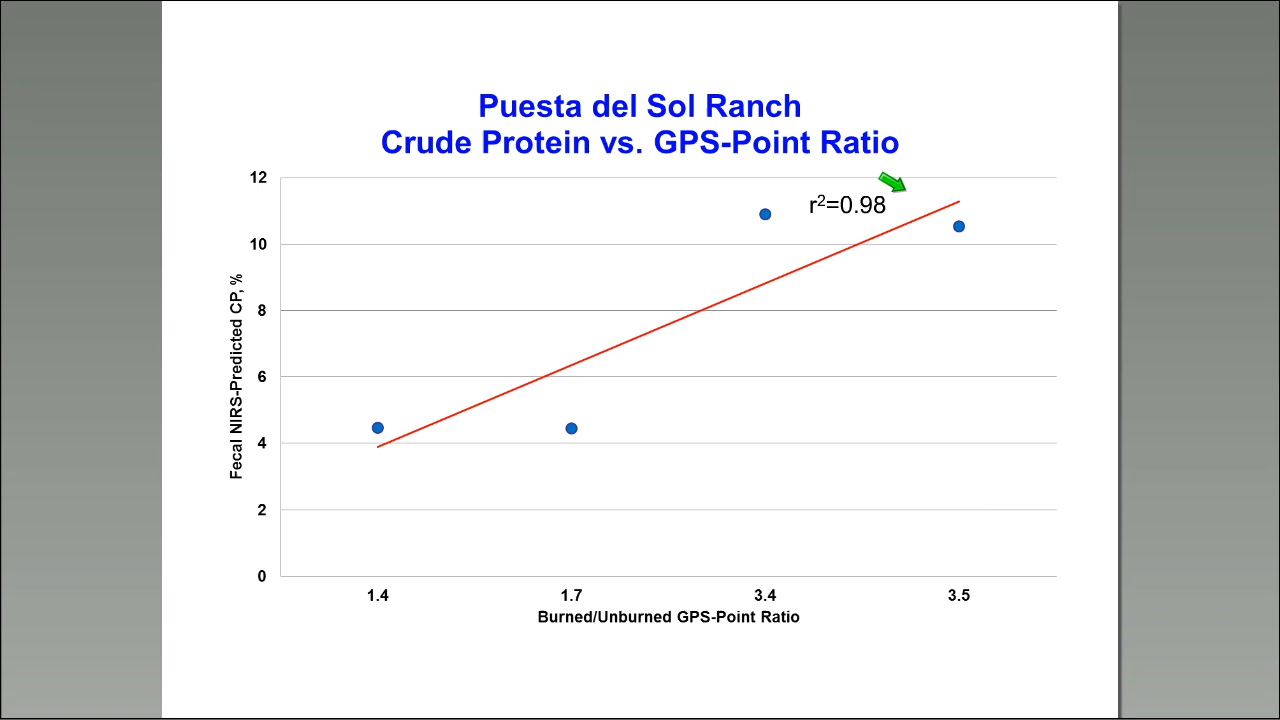 Puesta del Sol Ranch
Crude Protein vs. GPS-Point Ratio
12
10
8
6
4
2
0
Fecal NIRS-Predicted CP, %
r²=0.98
1.4 1.7 3.4 3.5
Burned/Unburned GPS-Point Ratio